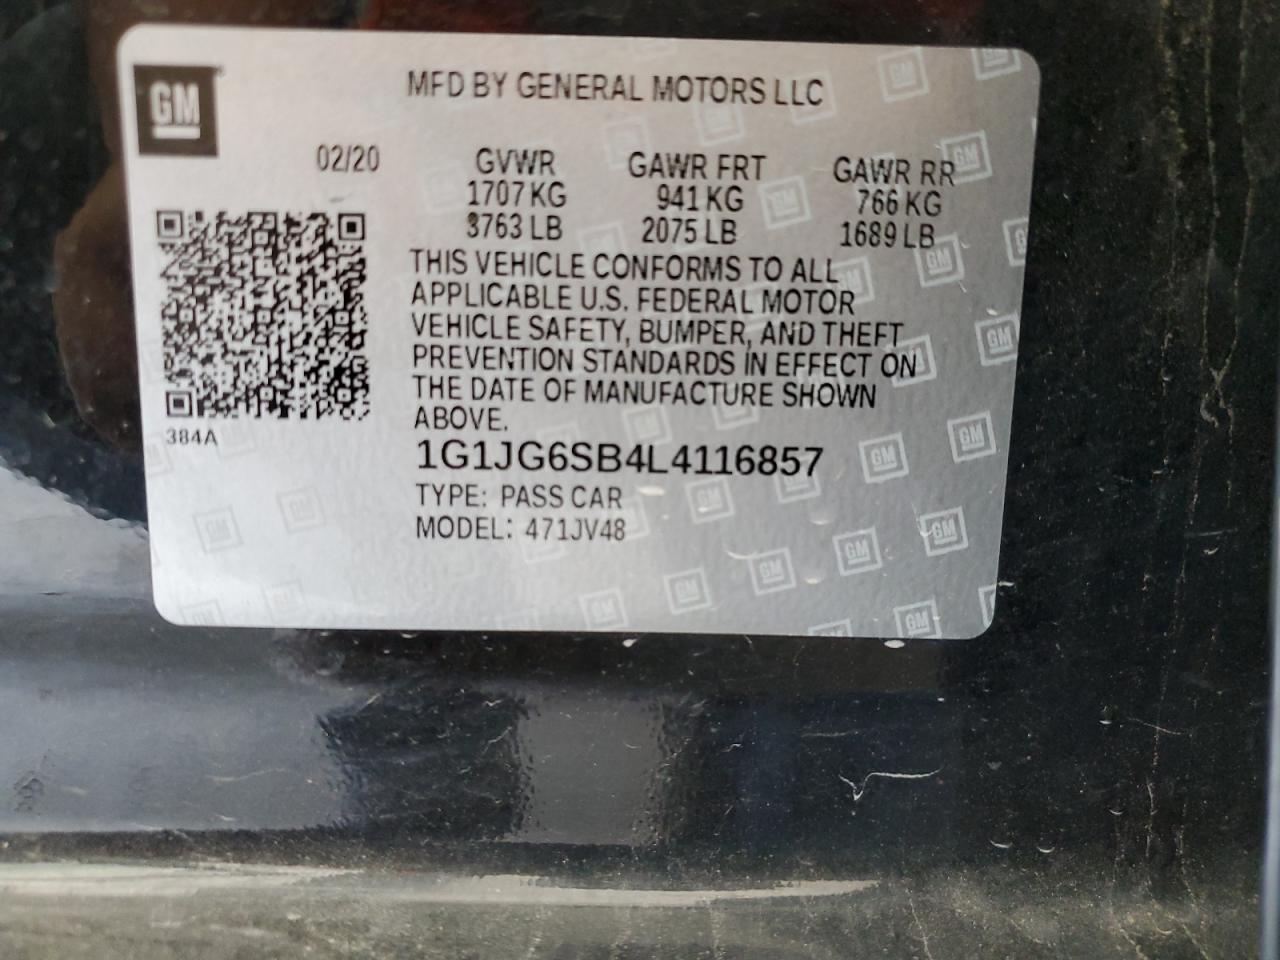 GM
MFD BY GENERAL MOTORS LLC
02/20 GVWR GAWR FRT GAWR RR
1707 KG 941 KG 766 KG
3763 LB 2075 LB 1689 LB
THIS VEHICLE CONFORMS TO ALL
APPLICABLE U.S. FEDERAL MOTOR
VEHICLE SAFETY, BUMPER, AND THEFT
PREVENTION STANDARDS IN EFFECT ON
THE DATE OF MANUFACTURE SHOWN
ABOVE.
384A
1G1JG6SB4L4116857
TYPE: PASS CAR
MODEL: 471JV48